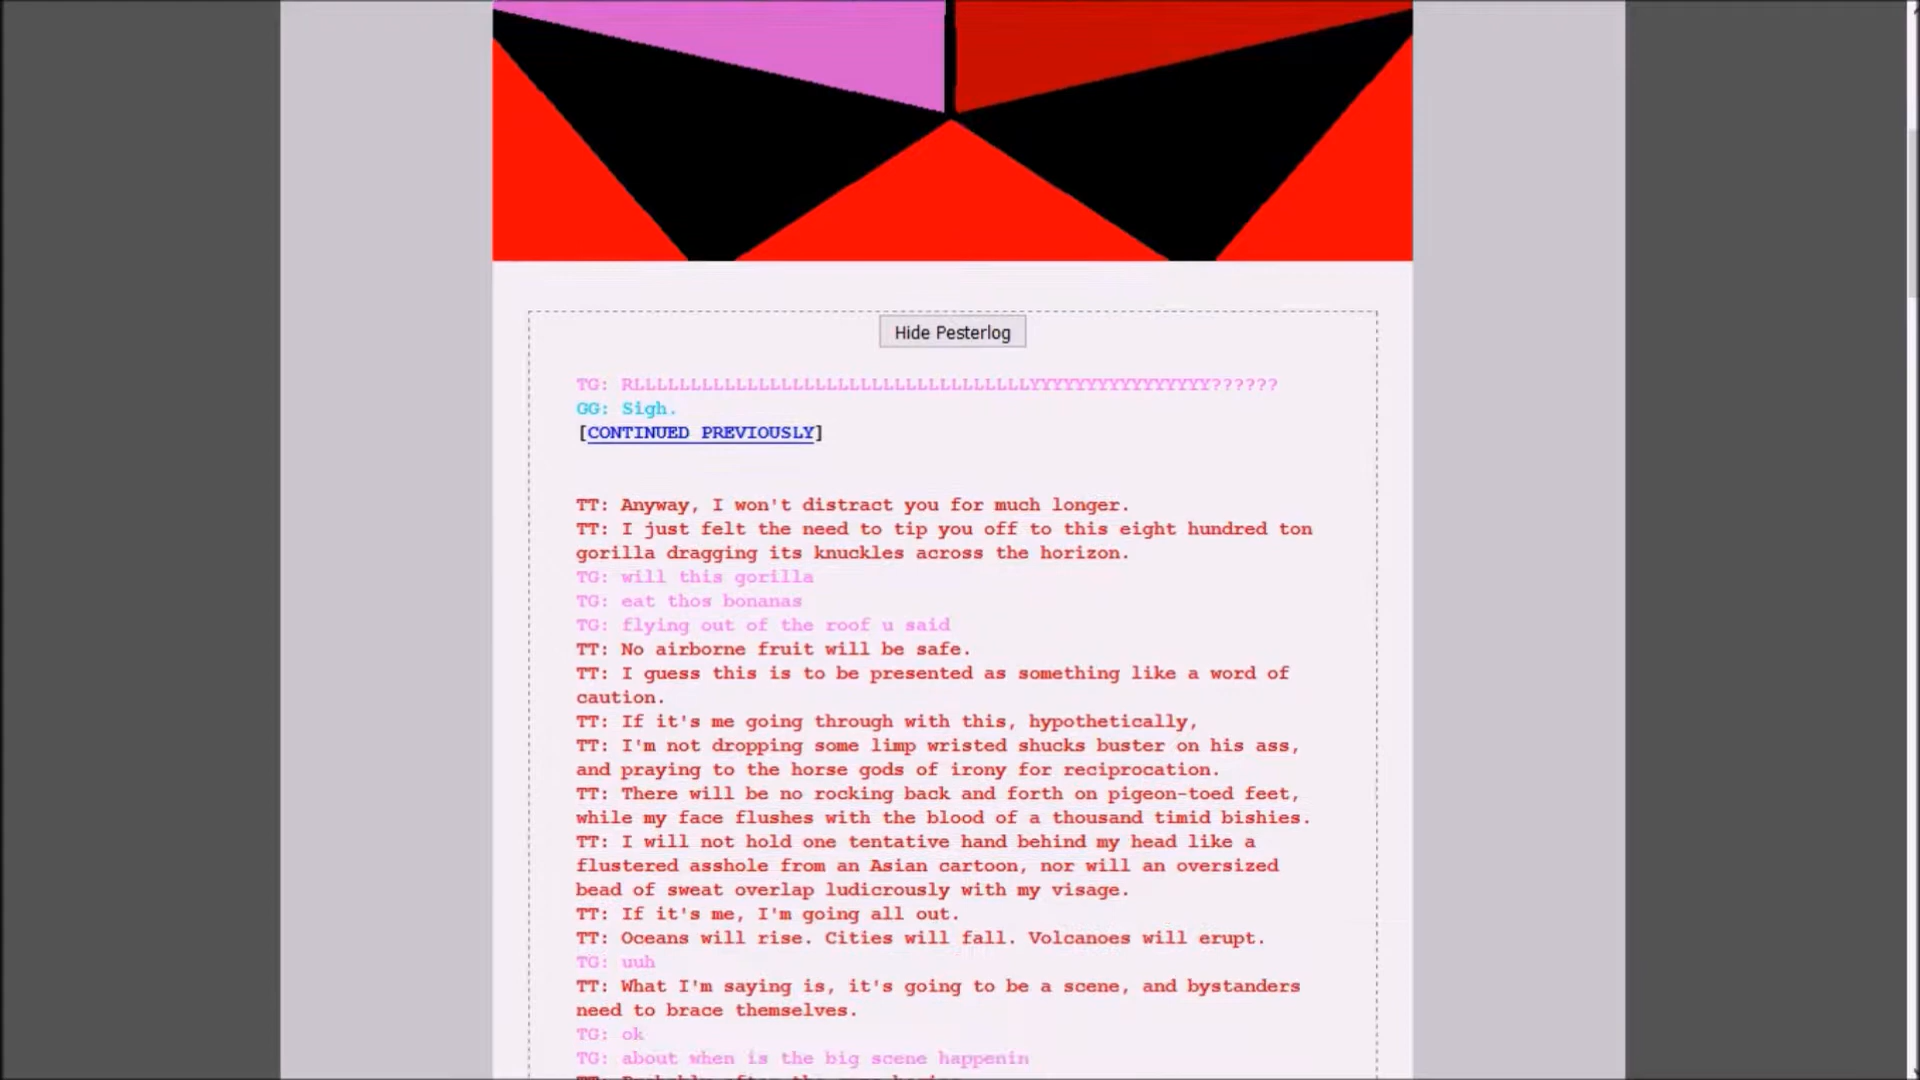 Hide Pesterlog
TG: RLLLLLLLLLLLLLLLLLLLLLLLLLLLLLLLLLLLYYYYYYYYYYYYYYYY??????
GG: Sigh.
[CONTINUED PREVIOUSLY]
TT: Anyway, I won't distract you for much longer.
TT: I just felt the need to tip you off to this eight hundred ton
gorilla dragging its knuckles across the horizon.
TG: will this gorilla
TG: eat thos bonanas
TG: flying out of the roof u said
TT: No airborne fruit will be safe.
TT: I guess this is to be presented as something like a word of
caution.
TT: If it's me going through with this, hypothetically,
TT: I'm not dropping some limp wristed shucks buster on his ass,
and praying to the horse gods of irony for reciprocation.
TT: There will be no rocking back and forth on pigeon-toed feet,
while my face flushes with the blood of a thousand timid bishies.
TT: I will not hold one tentative hand behind my head like a
flustered asshole from an Asian cartoon, nor will an oversized
bead of sweat overlap ludicrously with my visage.
TT: If it's me, I'm going all out.
TT: Oceans will rise. Cities will fall. Volcanoes will erupt.
TG: uuh
TT: What I'm saying is, it's going to be a scene, and bystanders
need to brace themselves.
TG: ok
TG: about when is the big scene happenin